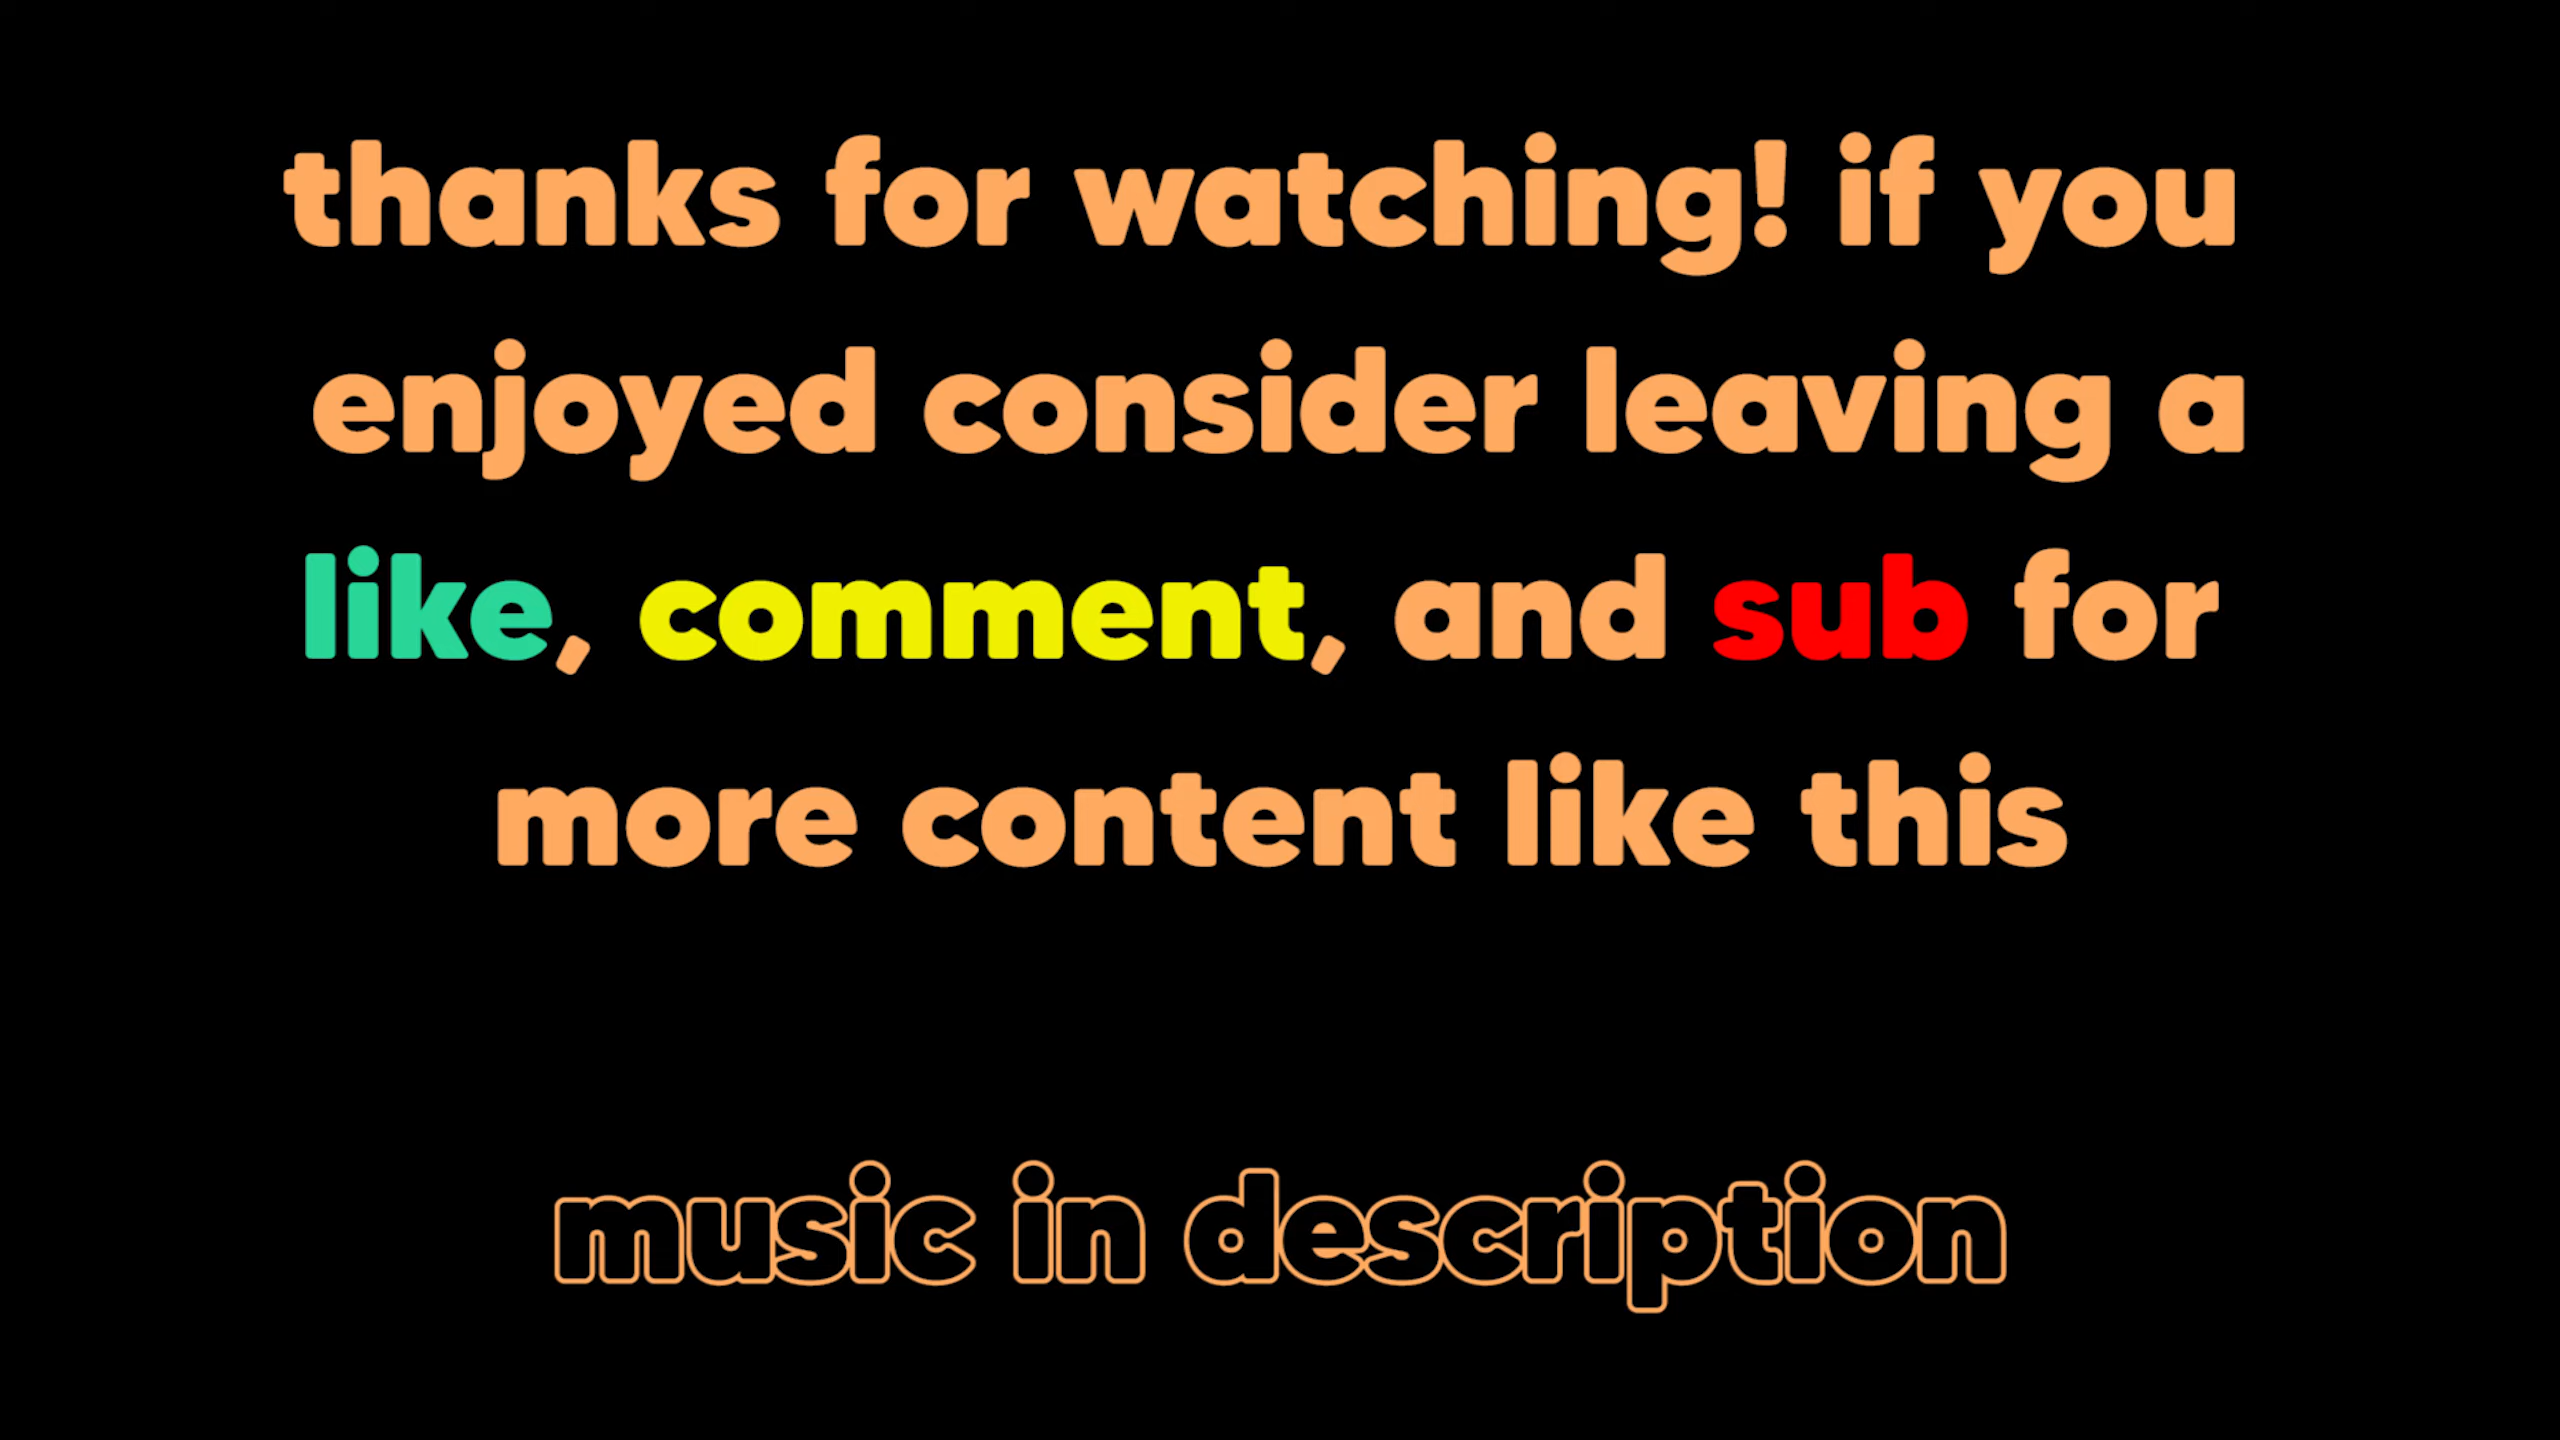 thanks for watching! if you
enjoyed consider leaving a
like, comment, and sub for
more content like this
music in description